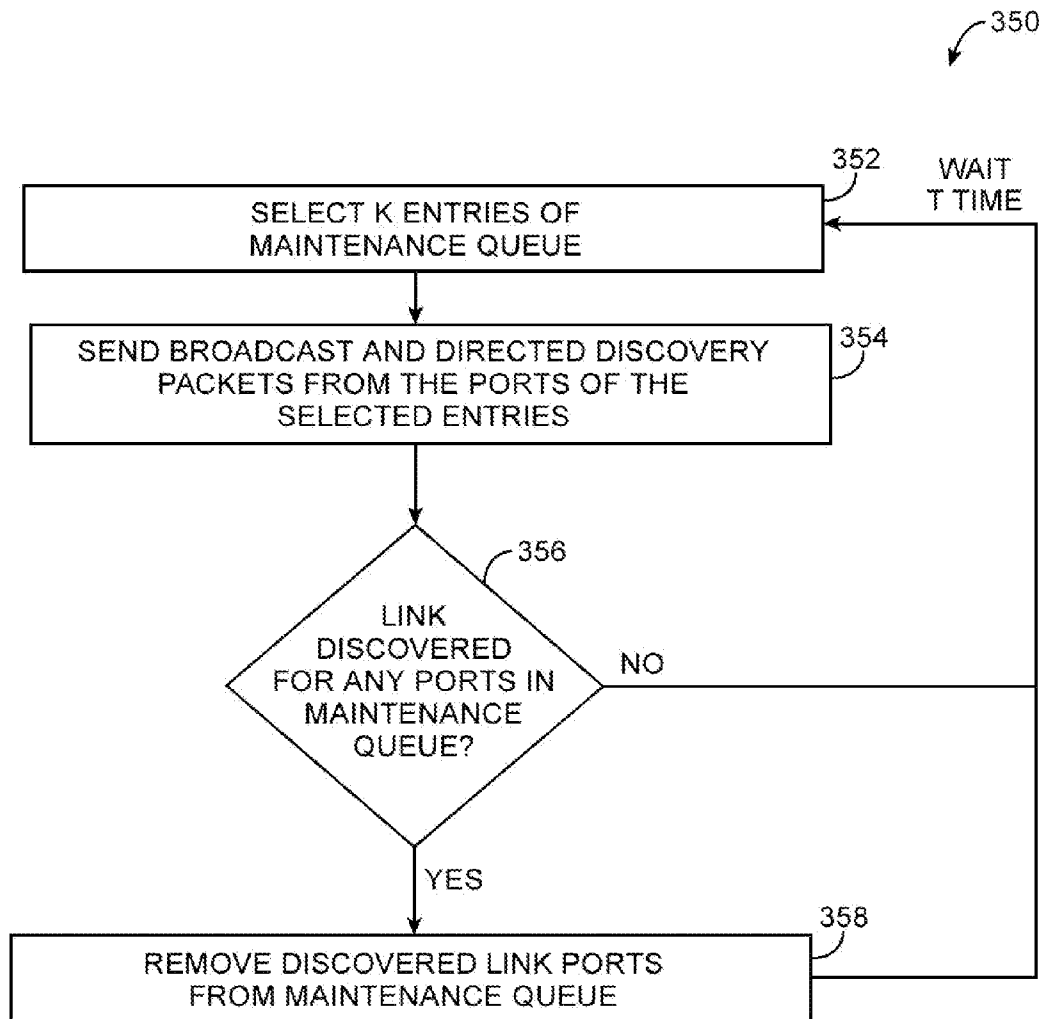 350
352
WAIT
T TIME
SELECT K ENTRIES OF
MAINTENANCE QUEUE
354
SEND BROADCAST AND DIRECTED DISCOVERY
PACKETS FROM THE PORTS OF THE
SELECTED ENTRIES
356
LINK
DISCOVERED
FOR ANY PORTS IN
MAINTENANCE
QUEUE?
NO
YES
358
REMOVE DISCOVERED LINK PORTS
FROM MAINTENANCE QUEUE